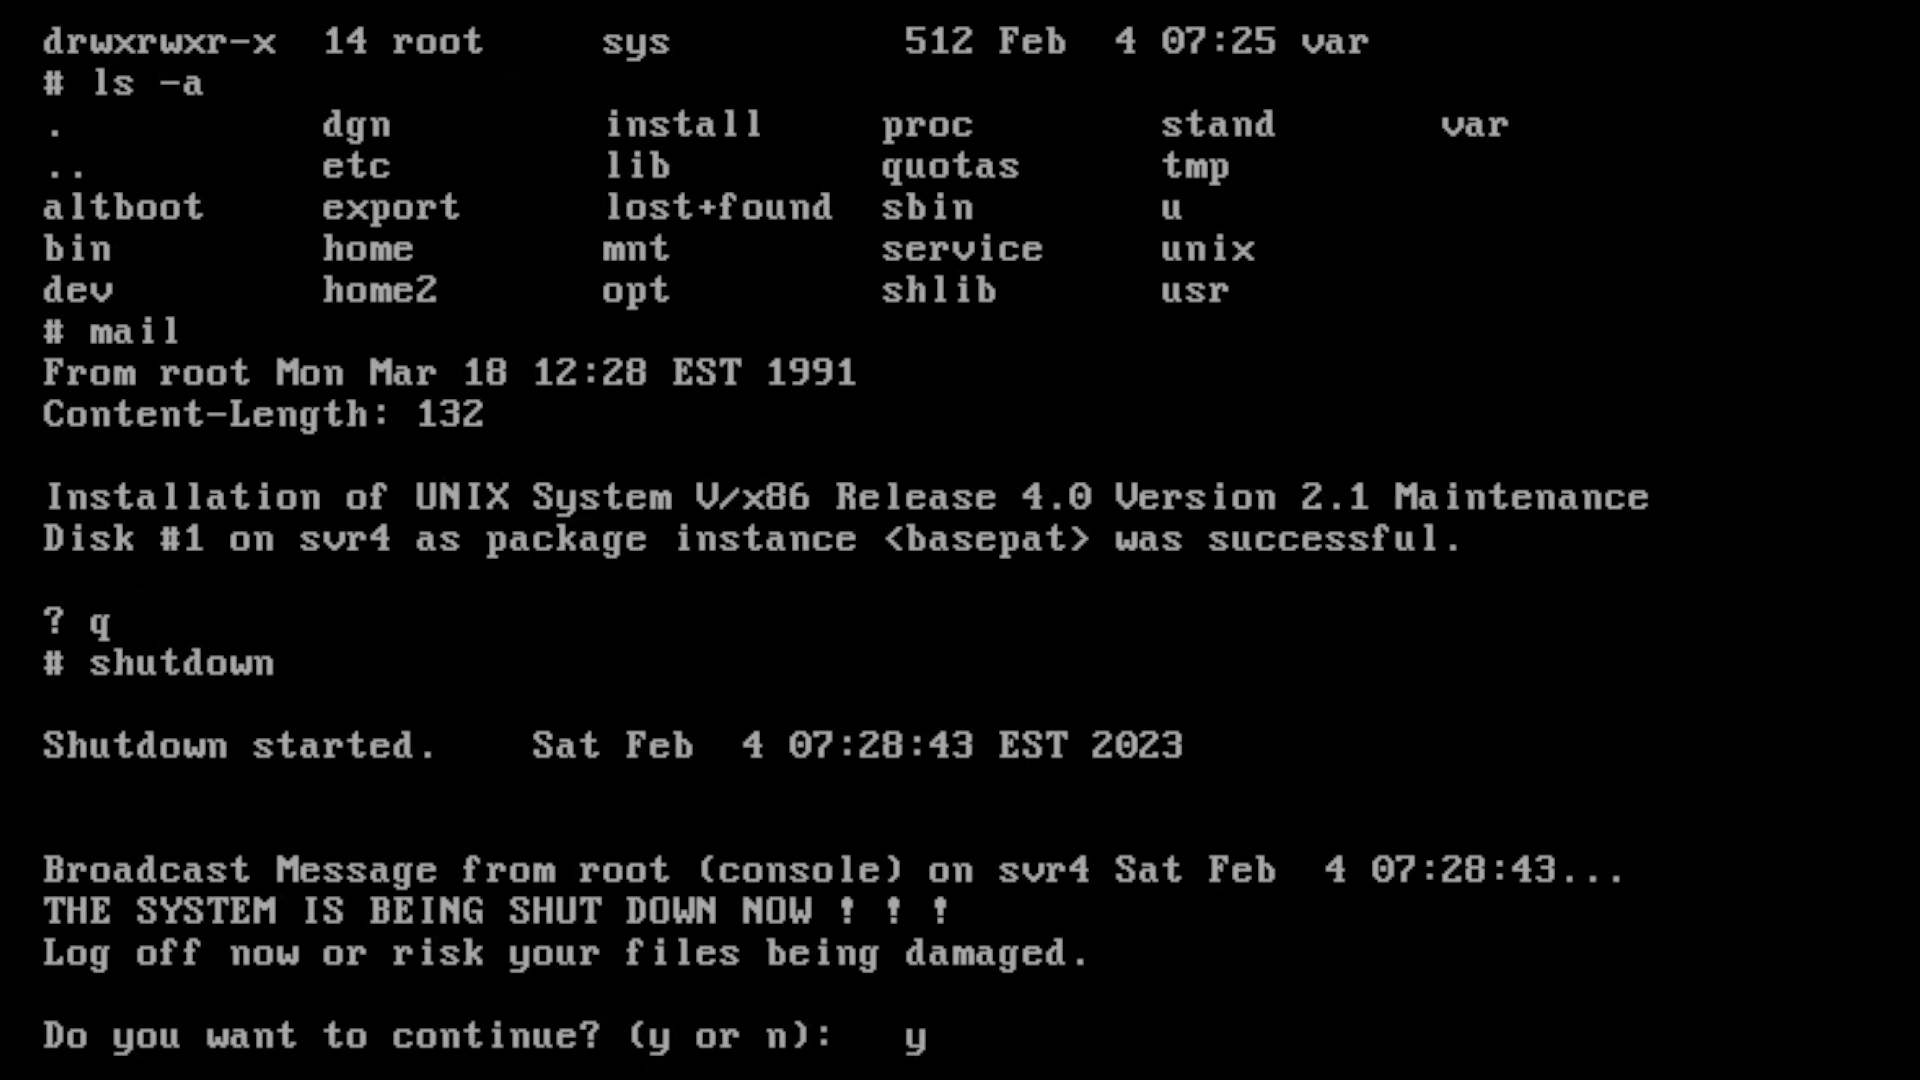 drwxrwxr-x  14 root     sys          512 Feb  4 07:25 var
# ls -a
.           dgn         install     proc        stand       var
..          etc         lib         quotas      tmp
altboot     export      lost+found  sbin        u
bin         home        mnt         service     unix
dev         home2       opt         shlib       usr
# mail
From root Mon Mar 18 12:28 EST 1991
Content-Length: 132

Installation of UNIX System V/x86 Release 4.0 Version 2.1 Maintenance
Disk #1 on svr4 as package instance <basepat> was successful.

? q
# shutdown

Shutdown started.    Sat Feb  4 07:28:43 EST 2023

Broadcast Message from root (console) on svr4 Sat Feb  4 07:28:43...
THE SYSTEM IS BEING SHUT DOWN NOW ! ! !
Log off now or risk your files being damaged.

Do you want to continue? (y or n):   y